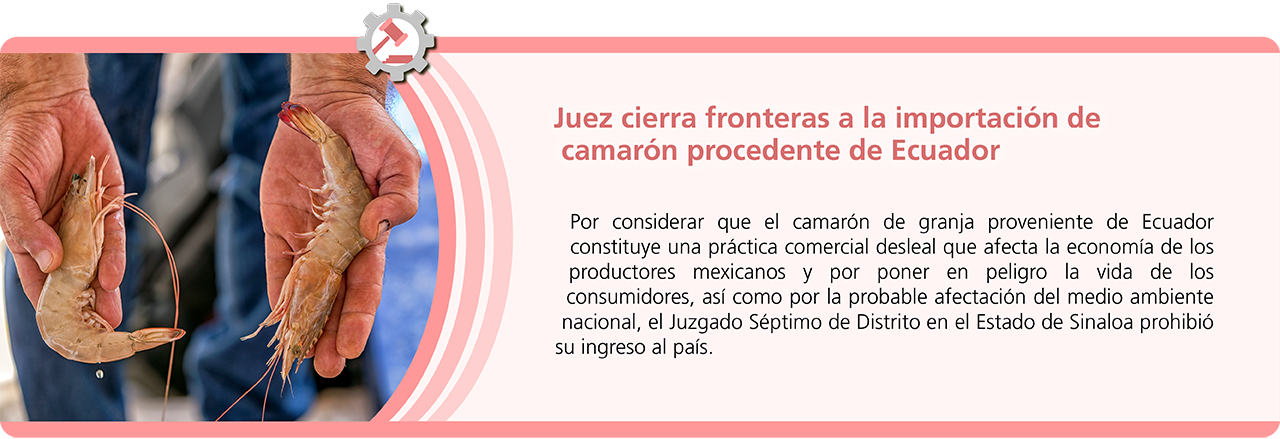 Juez cierra fronteras a la importación de
camarón procedente de Ecuador
Por considerar que el camarón de granja proveniente de Ecuador
constituye una práctica comercial desleal que afecta la economía de los
productores mexicanos y por poner en peligro la vida de los
consumidores, así como por la probable afectación del medio ambiente
nacional, el Juzgado Séptimo de Distrito en el Estado de Sinaloa prohibió
su ingreso al país.